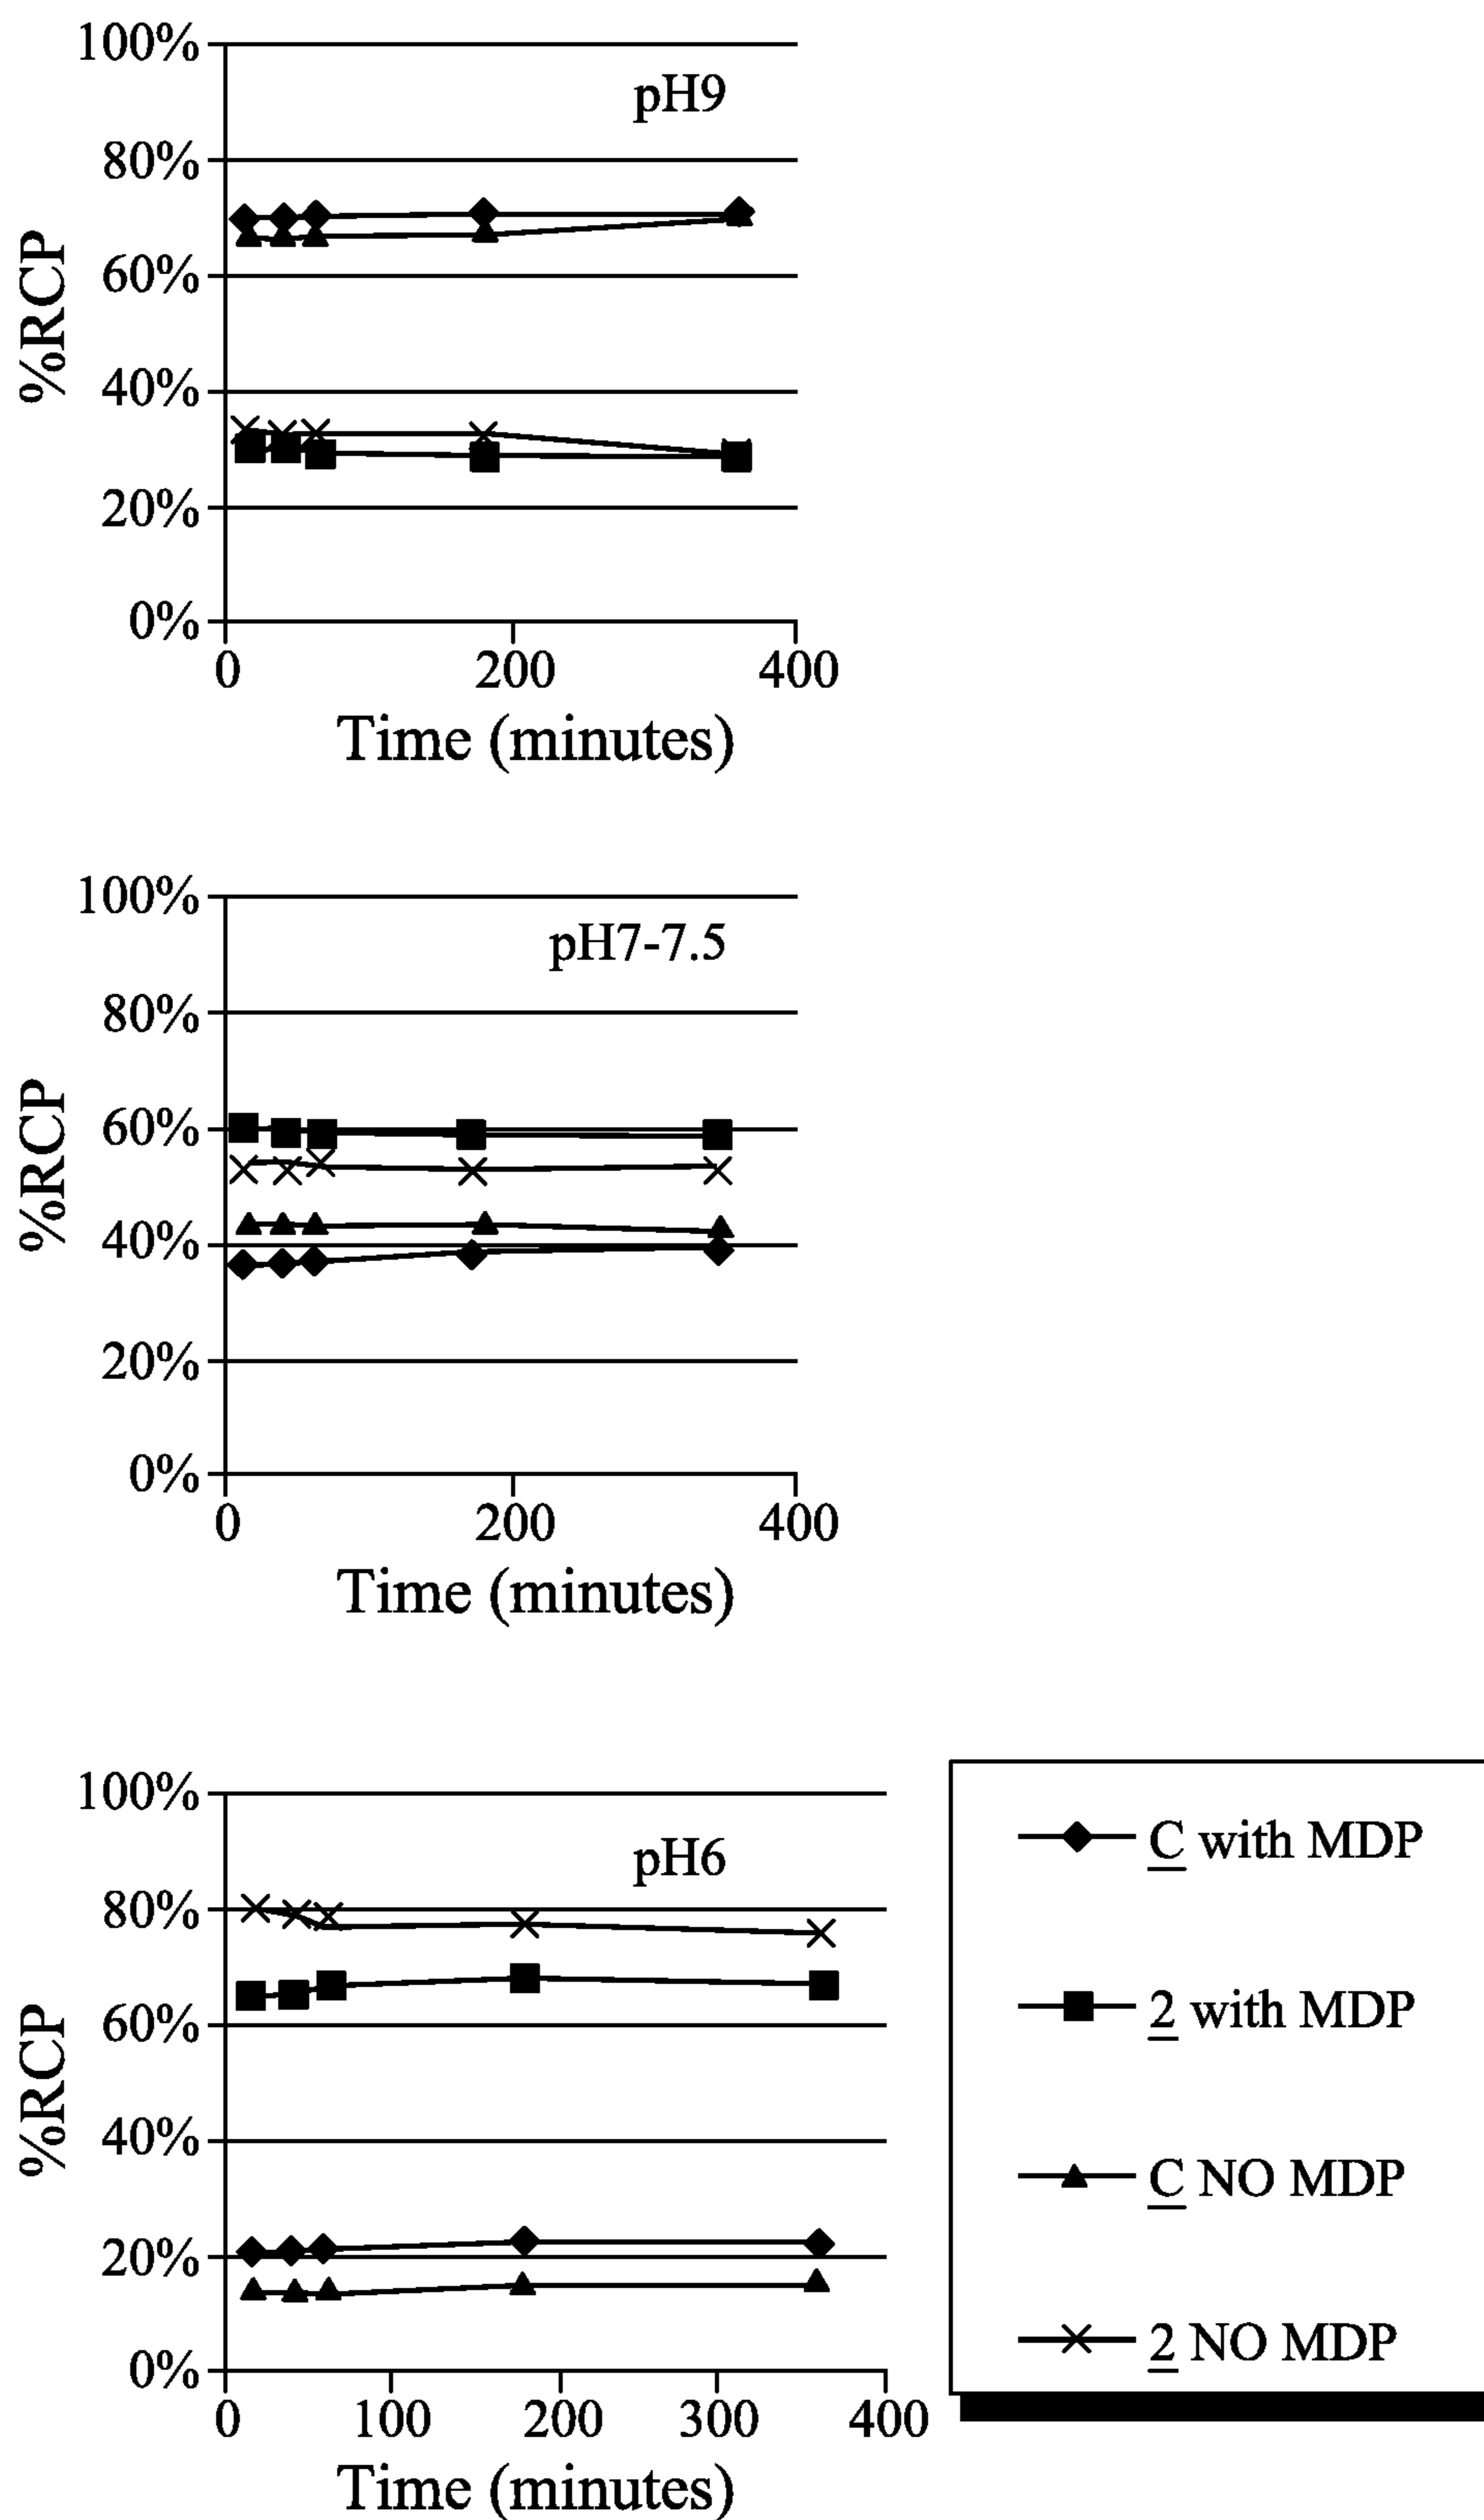 100%
pH9
80%
60%
%RCP
40%
20%
0%
0 200 400
Time (minutes)
100%
pH7-7.5
80%
60%
%RCP
40%
20%
0%
0 200 400
Time (minutes)
100%
pH6
80%
60%
%RCP
40%
20%
0%
0 100 200 300 400
Time (minutes)
C with MDP
2 with MDP
C NO MDP
2 NO MDP